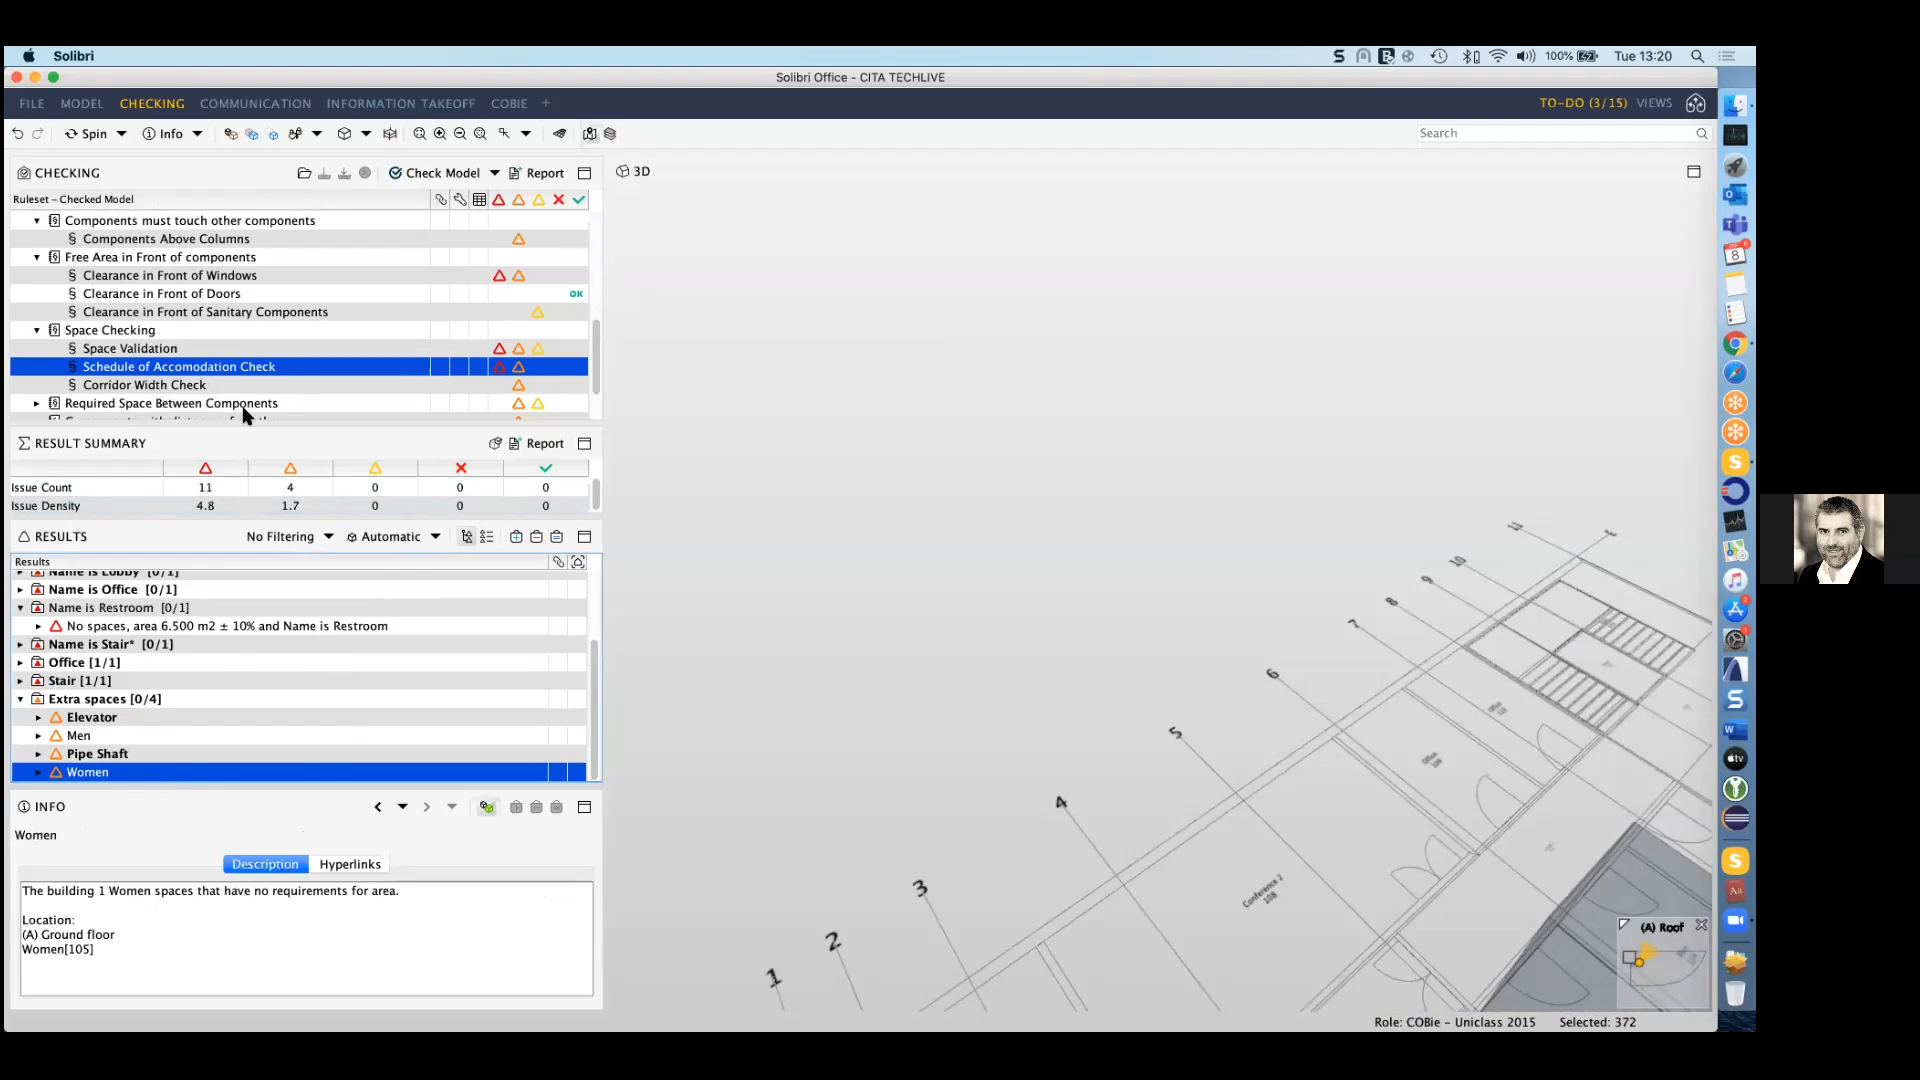 Solibri
100%
Tue 13:20
Solibri Office - CITA TECHLIVE
FILE MODEL CHECKING COMMUNICATION INFORMATION TAKEOFF COBIE +
TO-DO (3/15) VIEWS
Spin Info
Search
CHECKING
Check Model Report
3D
Ruleset - Checked Model
Components must touch other components
§ Components Above Columns
Free Area in Front of components
§ Clearance in Front of Windows
§ Clearance in Front of Doors OK
§ Clearance in Front of Sanitary Components
Space Checking
§ Space Validation
§ Schedule of Accomodation Check
§ Corridor Width Check
Required Space Between Components
RESULT SUMMARY Report
Issue Count 11 4 0 0 0
Issue Density 4.8 1.7 0 0 0
RESULTS No Filtering Automatic
Results
Name is Lobby [0/1]
Name is Office [0/1]
Name is Restroom [0/1]
No spaces, area 6.500 m2 ± 10% and Name is Restroom
Name is Stair* [0/1]
Office [1/1]
Stair [1/1]
Extra spaces [0/4]
Elevator
Men
Pipe Shaft
Women
INFO
Women
Description Hyperlinks
The building 1 Women spaces that have no requirements for area.
Location:
(A) Ground floor
Women[105]
11
10
9
8
7
6
5
4
3
2
1
Conference 2
108
(A) Roof
Role: COBie - Uniclass 2015 Selected: 372